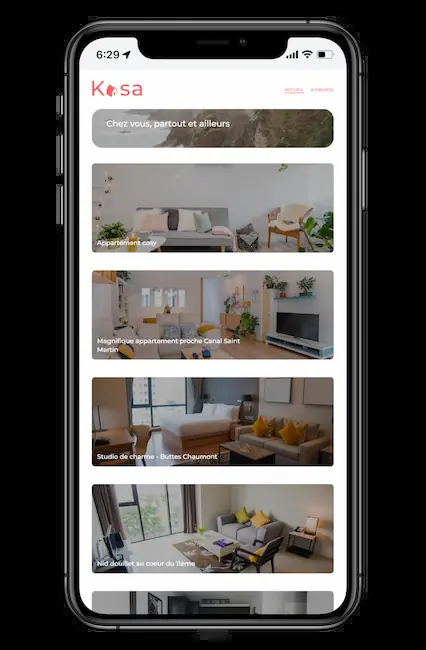 6:29
Kasa
ACCUEIL
A PROPOS
Chez vous, partout et ailleurs
Appartement cosy
Magnifique appartement proche Canal Saint
Martin
Studio de charme - Buttes Chaumont
Nid douillet au coeur du 11ème